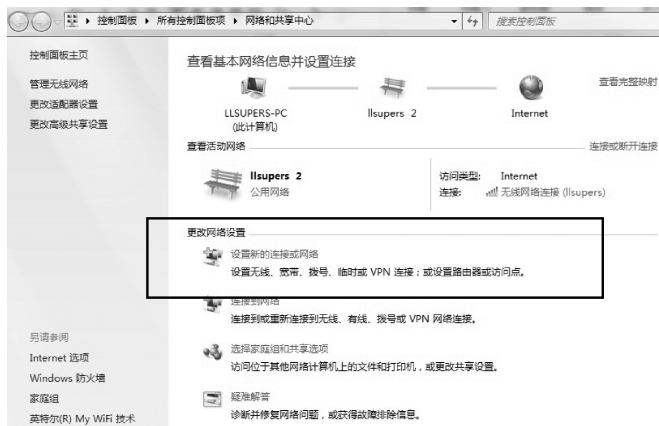 控制面板 ▸ 所有控制面板项 ▸ 网络和共享中心
搜索控制面板
控制面板主页
管理无线网络
更改适配器设置
更改高级共享设置
查看基本网络信息并设置连接
查看完整映射
LLSUPERS-PC
(此计算机)
llsupers 2
Internet
查看活动网络
连接或断开连接
llsupers 2
公用网络
访问类型: Internet
连接: 无线网络连接 (llsupers)
更改网络设置
设置新的连接或网络
设置无线、宽带、拨号、临时或 VPN 连接；或设置路由器或访问点。
连接到网络
连接到或重新连接到无线、有线、拨号或 VPN 网络连接。
选择家庭组和共享选项
访问位于其他网络计算机上的文件和打印机，或更改共享设置。
疑难解答
诊断并修复网络问题，或获得故障排除信息。
另请参阅
Internet 选项
Windows 防火墙
家庭组
英特尔(R) My WiFi 技术